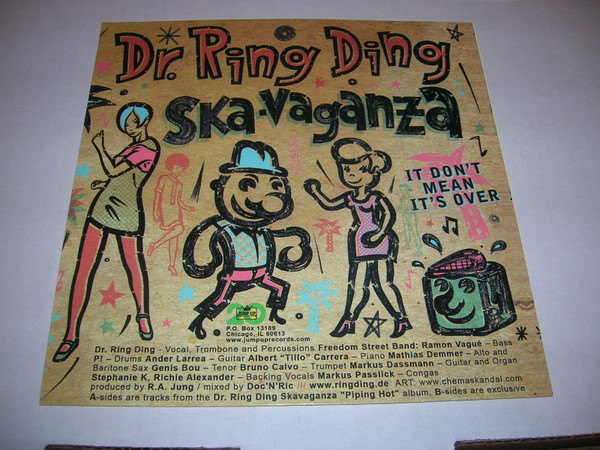 Dr. Ring Ding
Ska-Vaganza
IT DON'T
MEAN
IT'S OVER
JUMP UP
P.O. Box 13189
Chicago, IL 60613
www.jumpuprecords.com
Dr. Ring Ding - Vocal, Trombone and Percussions Freedom Street Band: Ramon Vagué – Bass
P! – Drums Ander Larrea – Guitar Albert "Tillo" Carrera – Piano Mathias Demmer – Alto and
Baritone Sax Genis Bou – Tenor Bruno Calvo – Trumpet Markus Dassmann – Guitar and Organ
Stephanie K, Richie Alexander – Backing Vocals Markus Passlick – Congas
produced by R.A. Jung / mixed by Doc'N'Ric /// www.ringding.de ART: www.chemaskandal.com
A-sides are tracks from the Dr. Ring Ding Skavaganza "Piping Hot" album, B-sides are exclusive